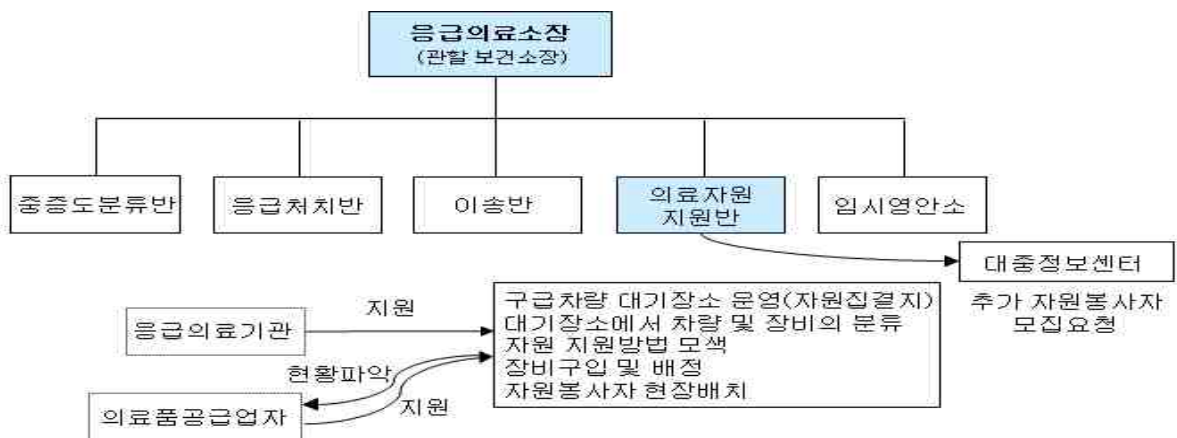 응급의료소장
(관할 보건소장)
중증도분류반
응급처치반
이송반
의료자원
지원반
임시영안소
대중정보센터
추가 자원봉사자
모집요청
응급의료기관
지원
구급차량 대기장소 운영(자원집결지)
대기장소에서 차량 및 장비의 분류
자원 지원방법 모색
장비구입 및 배정
자원봉사자 현장배치
현황파악
의료품공급업자
지원